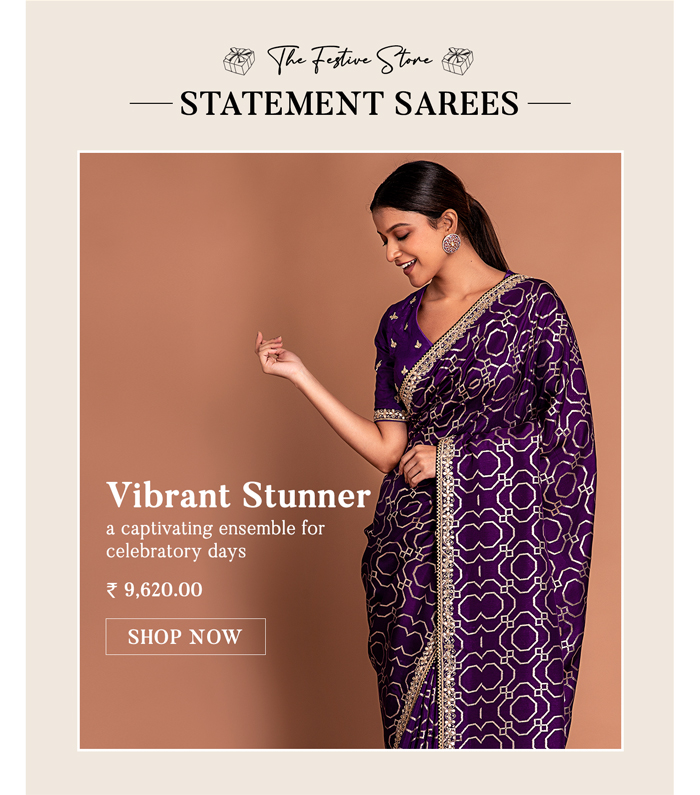 The Festive Store
STATEMENT SAREES
Vibrant Stunner
a captivating ensemble for
celebratory days
₹ 9,620.00
SHOP NOW